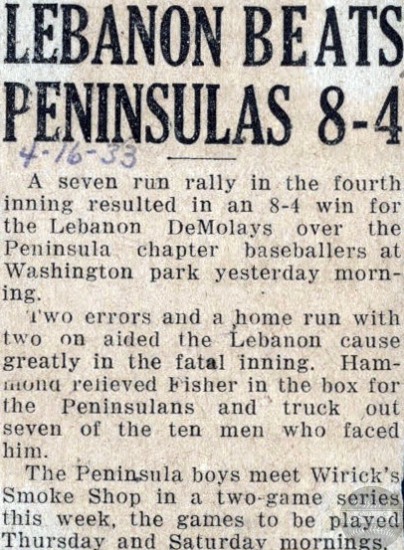 LEBANON BEATS
PENINSULAS 8-4
4-16-33
A seven run rally in the fourth
inning resulted in an 8-4 win for
the Lebanon DeMolays over the
Peninsula chapter baseballers at
Washington park yesterday morn-
ing.
Two errors and a home run with
two on aided the Lebanon cause
greatly in the fatal inning. Ham-
mond relieved Fisher in the box for
the Peninsulans and truck out
seven of the ten men who faced
him.
The Peninsula boys meet Wirick's
Smoke Shop in a two-game series
this week, the games to be played
Thursday and Saturday mornings.